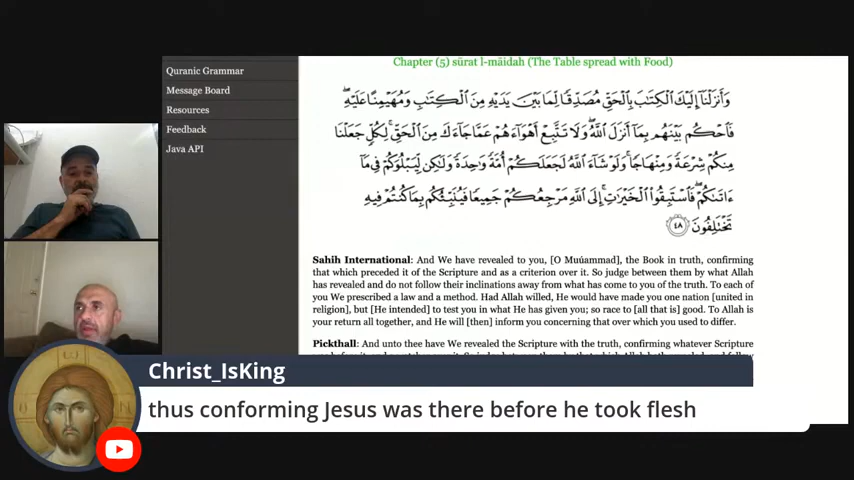 Quranic Grammar
Message Board
Resources
Feedback
Java API
Chapter (5) sūrat l-māidah (The Table spread with Food)
وَأَنزَلْنَآ إِلَيْكَ ٱلْكِتَٰبَ بِٱلْحَقِّ مُصَدِّقًا لِّمَا بَيْنَ يَدَيْهِ مِنَ ٱلْكِتَٰبِ وَمُهَيْمِنًا عَلَيْهِ ۖ
فَٱحْكُم بَيْنَهُم بِمَآ أَنزَلَ ٱللَّهُ ۖ وَلَا تَتَّبِعْ أَهْوَآءَهُمْ عَمَّا جَآءَكَ مِنَ ٱلْحَقِّ ۚ لِكُلٍّ جَعَلْنَا
مِنكُمْ شِرْعَةً وَمِنْهَاجًا ۚ وَلَوْ شَآءَ ٱللَّهُ لَجَعَلَكُمْ أُمَّةً وَٰحِدَةً وَلَٰكِن لِّيَبْلُوَكُمْ فِى مَآ
ءَاتَىٰكُمْ ۖ فَٱسْتَبِقُوا۟ ٱلْخَيْرَٰتِ ۚ إِلَى ٱللَّهِ مَرْجِعُكُمْ جَمِيعًا فَيُنَبِّئُكُم بِمَا كُنتُمْ فِيهِ
تَخْتَلِفُونَ ٤٨
Sahih International: And We have revealed to you, [O Muúammad], the Book in truth, confirming
that which preceded it of the Scripture and as a criterion over it. So judge between them by what Allah
has revealed and do not follow their inclinations away from what has come to you of the truth. To each of
you We prescribed a law and a method. Had Allah willed, He would have made you one nation [united in
religion], but [He intended] to test you in what He has given you; so race to [all that is] good. To Allah is
your return all together, and He will [then] inform you concerning that over which you used to differ.
Pickthall: And unto thee have We revealed the Scripture with the truth, confirming whatever Scripture
Christ_IsKing
thus conforming Jesus was there before he took flesh